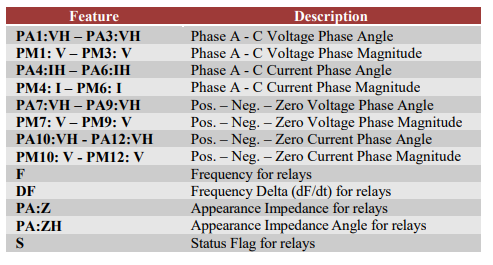 Feature Description
PA1:VH – PA3:VH Phase A - C Voltage Phase Angle
PM1: V – PM3: V Phase A - C Voltage Phase Magnitude
PA4:IH – PA6:IH Phase A - C Current Phase Angle
PM4: I – PM6: I Phase A - C Current Phase Magnitude
PA7:VH – PA9:VH Pos. – Neg. – Zero Voltage Phase Angle
PM7: V – PM9: V Pos. – Neg. – Zero Voltage Phase Magnitude
PA10:VH - PA12:VH Pos. – Neg. – Zero Current Phase Angle
PM10: V - PM12: V Pos. – Neg. – Zero Current Phase Magnitude
F Frequency for relays
DF Frequency Delta (dF/dt) for relays
PA:Z Appearance Impedance for relays
PA:ZH Appearance Impedance Angle for relays
S Status Flag for relays